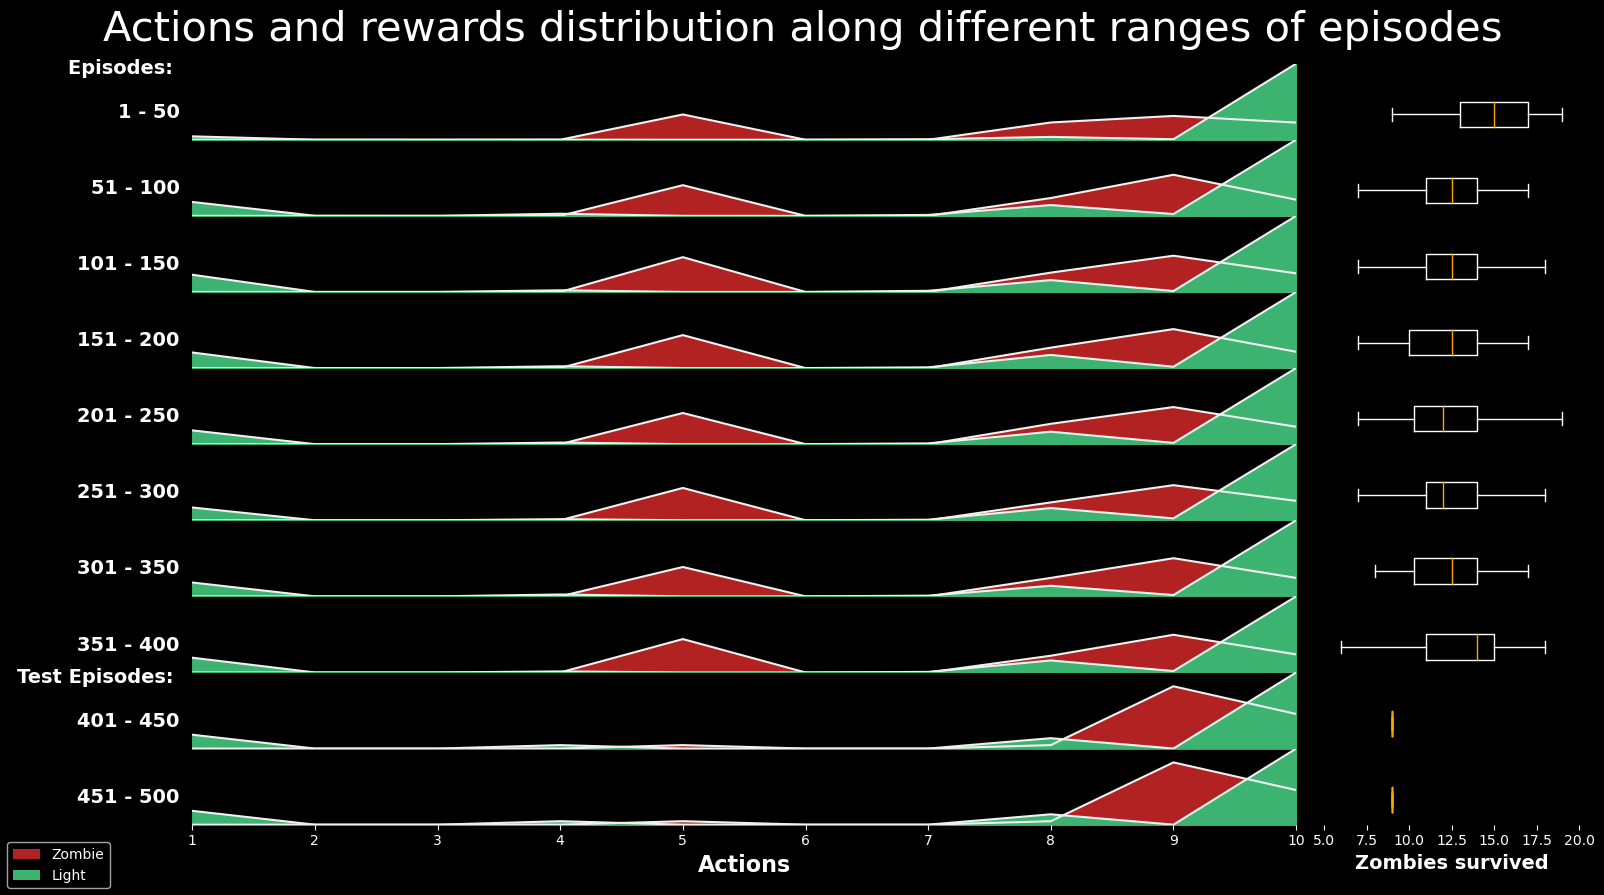 Actions and rewards distribution along different ranges of episodes
Episodes:
1 - 50
51 - 100
101 - 150
151 - 200
201 - 250
251 - 300
301 - 350
351 - 400
Test Episodes:
401 - 450
451 - 500
1 2 3 4 5 6 7 8 9 10
5.0 7.5 10.0 12.5 15.0 17.5 20.0
Actions
Zombies survived
Zombie
Light